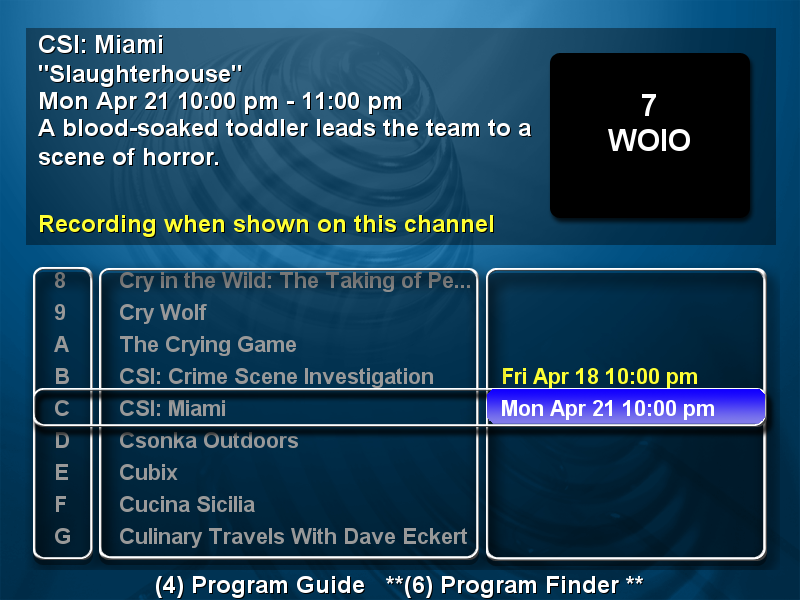 CSI: Miami
"Slaughterhouse"
Mon Apr 21 10:00 pm - 11:00 pm
A blood-soaked toddler leads the team to a
scene of horror.
Recording when shown on this channel
7
WOIO
8 Cry in the Wild: The Taking of Pe...
9 Cry Wolf
A The Crying Game
B CSI: Crime Scene Investigation Fri Apr 18 10:00 pm
C CSI: Miami Mon Apr 21 10:00 pm
D Csonka Outdoors
E Cubix
F Cucina Sicilia
G Culinary Travels With Dave Eckert
(4) Program Guide **(6) Program Finder **